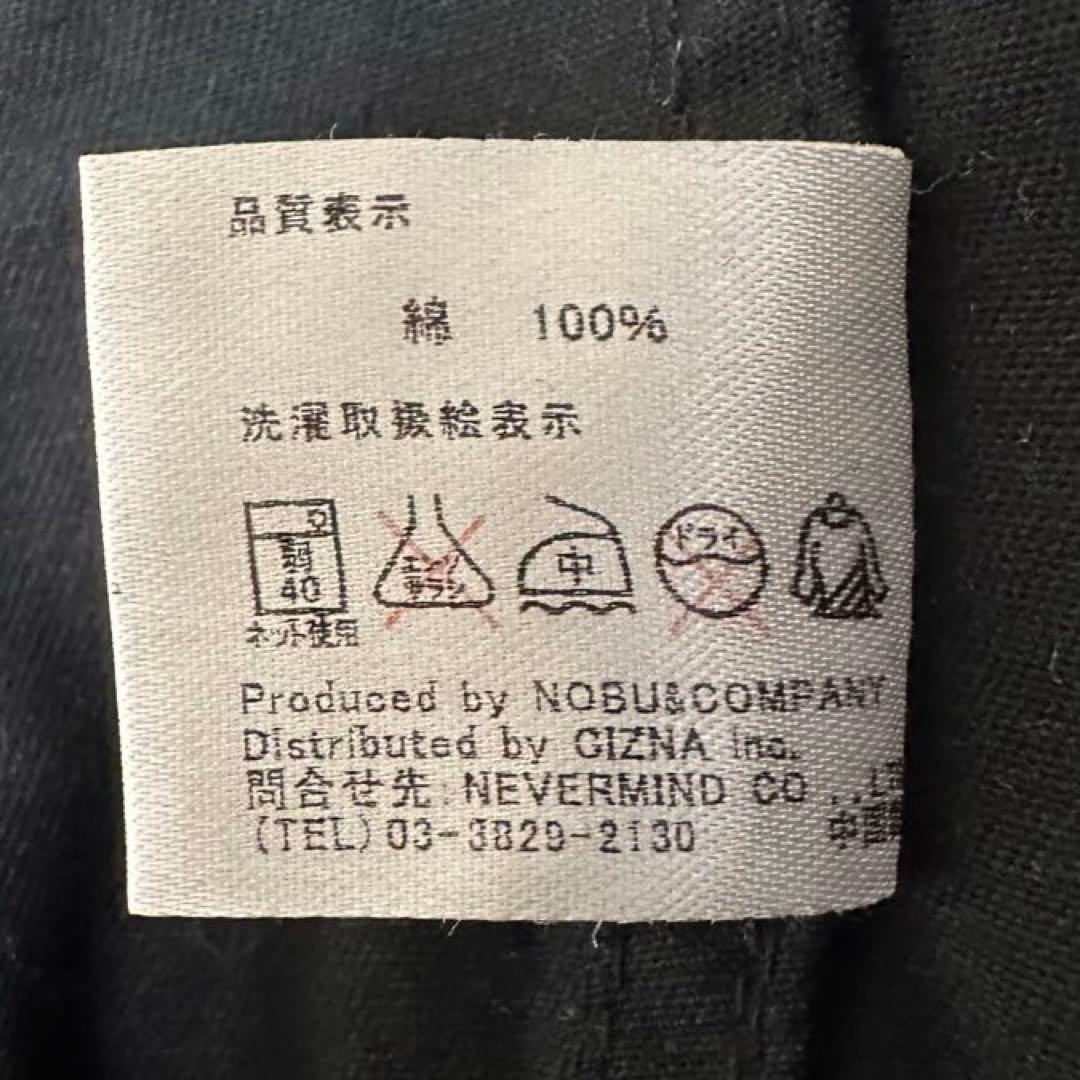 品質表示
綿 100%
洗濯取扱絵表示
弱
40
エンソ
サラシ
中
ドライ
ネット使用
Produced by NOBU&COMPANY
Distributed by GIZNA Inc.
問合せ先:NEVERMIND CO.,LT
(TEL)03-3829-2130
中国